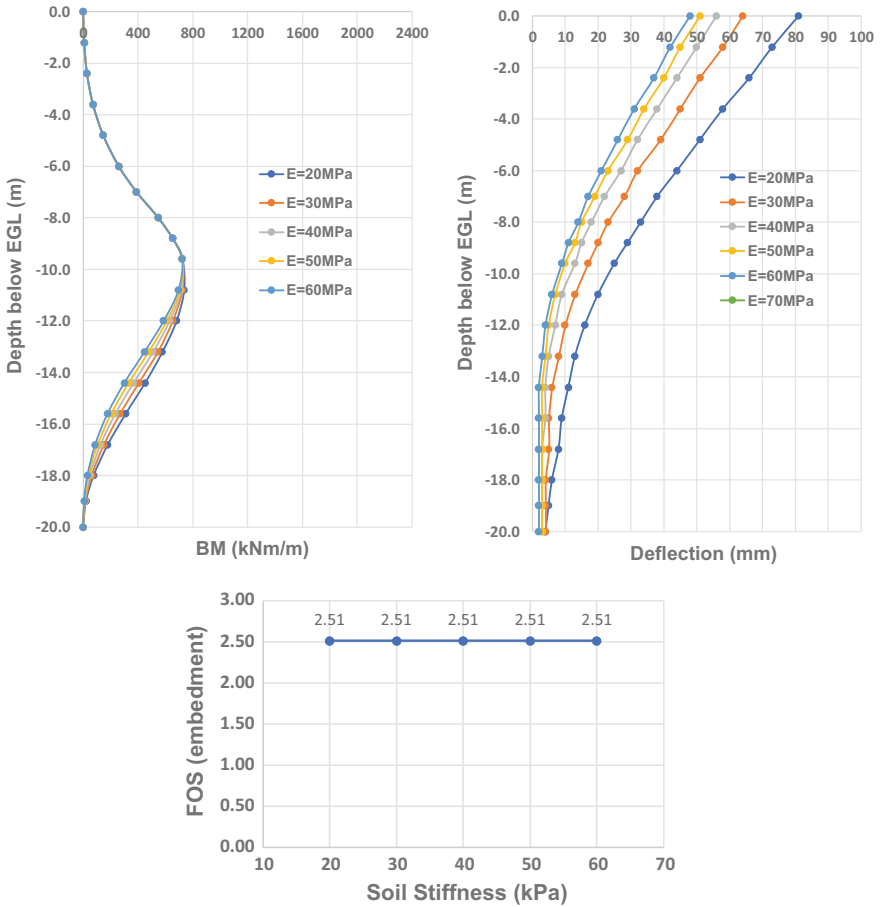 0 400 800 1200 1600 2000 2400
0.0
-2.0
-4.0
-6.0
-8.0
-10.0
-12.0
-14.0
-16.0
-18.0
-20.0
Depth below EGL (m)
E=20MPa
E=30MPa
E=40MPa
E=50MPa
E=60MPa
BM (kNm/m)
0 10 20 30 40 50 60 70 80 90 100
0.0
-2.0
-4.0
-6.0
-8.0
-10.0
-12.0
-14.0
-16.0
-18.0
-20.0
Depth below EGL (m)
E=20MPa
E=30MPa
E=40MPa
E=50MPa
E=60MPa
E=70MPa
Deflection (mm)
3.00
2.50
2.00
1.50
1.00
0.50
0.00
FOS (embedment)
2.51 2.51 2.51 2.51 2.51
10 20 30 40 50 60 70
Soil Stiffness (kPa)